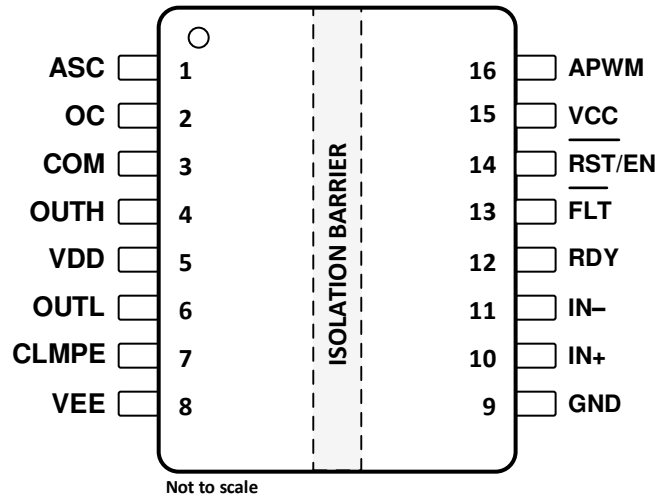 ASC 1 16 APWM
OC 2 15 VCC
COM 3 14 RST/EN
OUTH 4 13 FLT
VDD 5 12 RDY
OUTL 6 11 IN–
CLMPE 7 10 IN+
VEE 8 9 GND
ISOLATION BARRIER
Not to scale